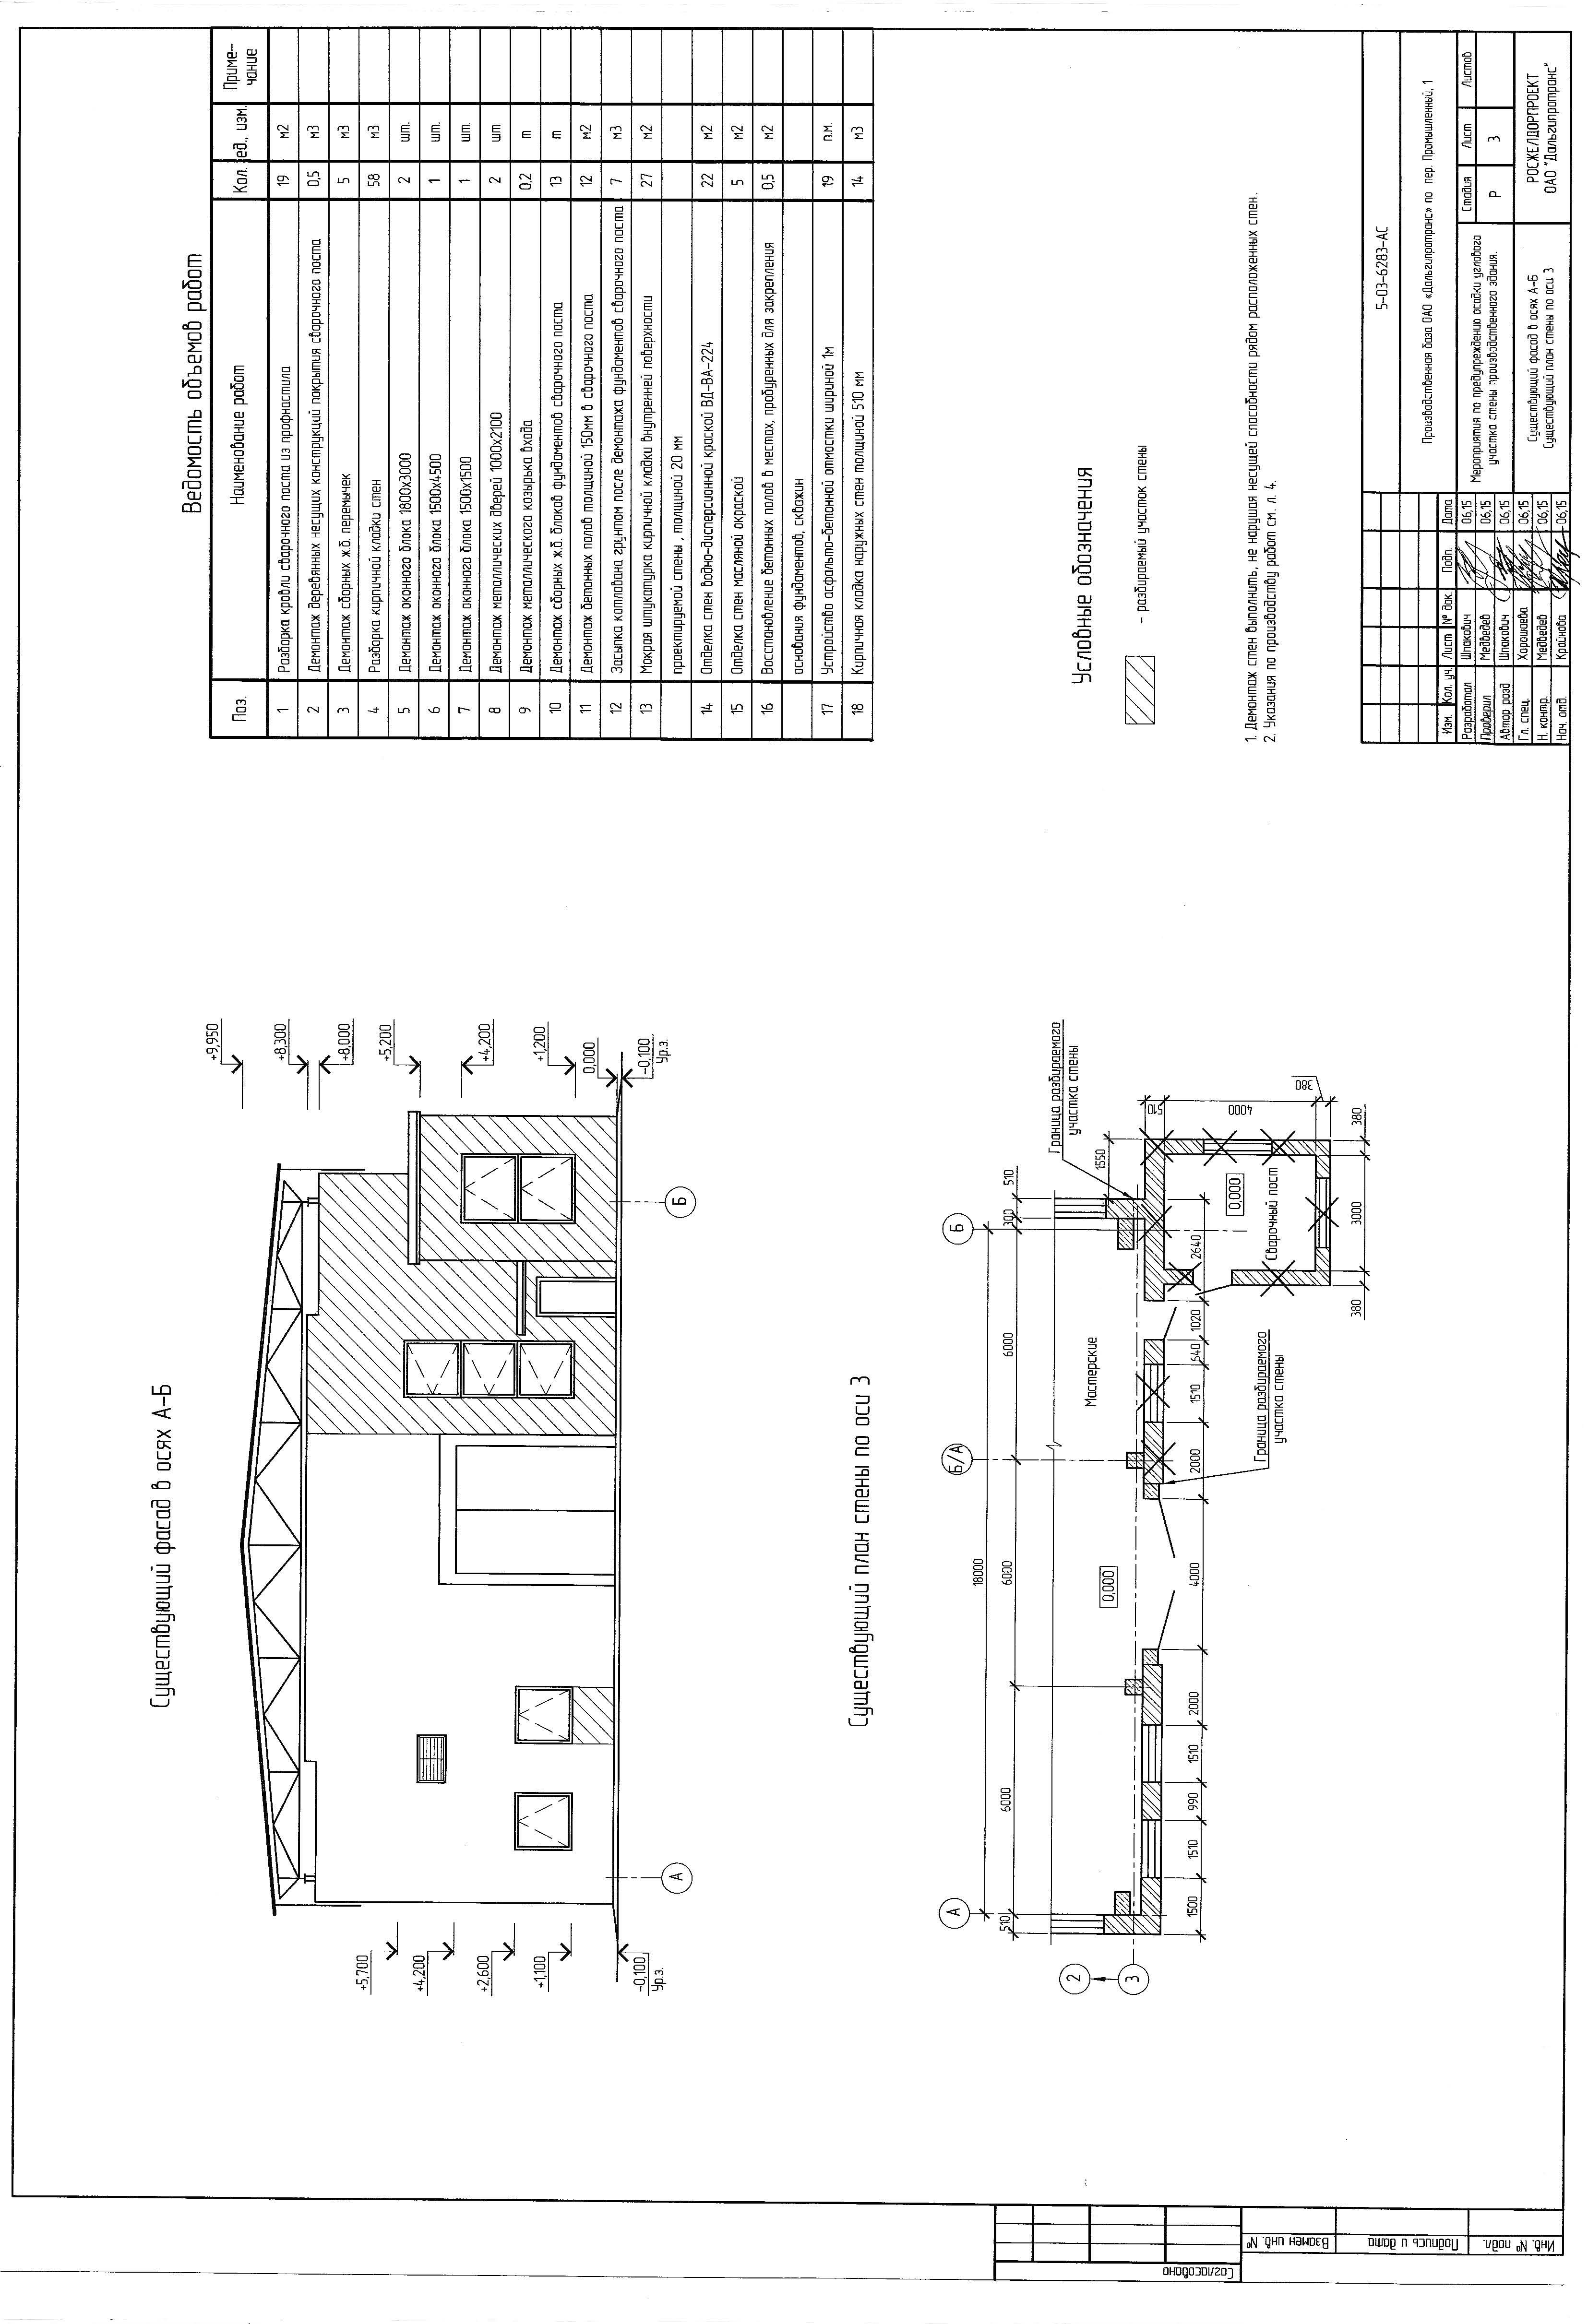 Существующий фасад в осях А-Б
+9,950
+8,300
+8,000
+5,200
+4,200
+1,200
0,000
-0,100
Ур.з.
+5,700
+4,200
+2,600
+1,100
-0,100
Ур.з.
А
Б
Существующий план стены по оси 3
А
Б/А
Б
510
18000
300
510
6000
6000
6000
1550
Граница разбираемого
участка стены
Мастерские
0,000
2
3
1500
1510
990
1510
2000
4000
2000
1510
640
1020
2640
Граница разбираемого
участка стены
Сварочный пост
0,000
510
4000
380
380
3000
380
Ведомость объемов работ
Поз. Наименование работ Кол. ед., изм. Приме-
чание
1 Разборка кровли сварочного поста из профнастила 19 м2
2 Демонтаж деревянных несущих конструкций покрытия сварочного поста 0,5 м3
3 Демонтаж сборных ж.б. перемычек 5 м3
4 Разборка кирпичной кладки стен 58 м3
5 Демонтаж оконного блока 1800х3000 2 шт.
6 Демонтаж оконного блока 1500х4500 1 шт.
7 Демонтаж оконного блока 1500х1500 1 шт.
8 Демонтаж металлических дверей 1000х2100 2 шт.
9 Демонтаж металлического козырька входа 0,2 т
10 Демонтаж сборных ж.б. блоков фундаментов сварочного поста 13 т
11 Демонтаж бетонных полов толщиной 150мм в сварочного поста 12 м2
12 Засыпка котлована грунтом после демонтажа фундаментов сварочного поста 7 м3
13 Мокрая штукатурка кирпичной кладки внутренней поверхности 27 м2
проектируемой стены , толщиной 20 мм
14 Отделка стен водно-дисперсионной краской ВД-ВА-224 22 м2
15 Отделка стен масляной окраской 5 м2
16 Восстановление бетонных полов в местах, пробуренных для закрепления 0,5 м2
основания фундаментов, скважин
17 Устройство асфальто-бетонной отмостки шириной 1м 19 п.м.
18 Кирпичная кладка наружных стен толщиной 510 мм 14 м3
Условные обозначения
- разбираемый участок стены
1. Демонтаж стен выполнить, не нарушая несущей способности рядом расположенных стен.
2. Указания по производству работ см. л. 4.
5-03-6283-АС
Производственная база ОАО «Дальгипротранс» по пер. Промышленный, 1
Изм. Кол. уч. Лист № док. Подп. Дата
Разработал Шпакович 06.15
Проверил Медведев 06.15
Автор разд. Шпакович 06.15
Гл. спец. Хорошаева 06.15
Н. контр. Медведев 06.15
Нач. отд. Крайнова 06.15
Мероприятия по предупреждению осадки углового
участка стены производственного здания.
Стадия Лист Листов
Р 3
Существующий фасад в осях А-Б
Существующий план стены по оси 3
РОСЖЕЛДОРПРОЕКТ
ОАО "Дальгипротранс"
Согласовано
Взамен инв. №
Подпись и дата
Инв. № подл.